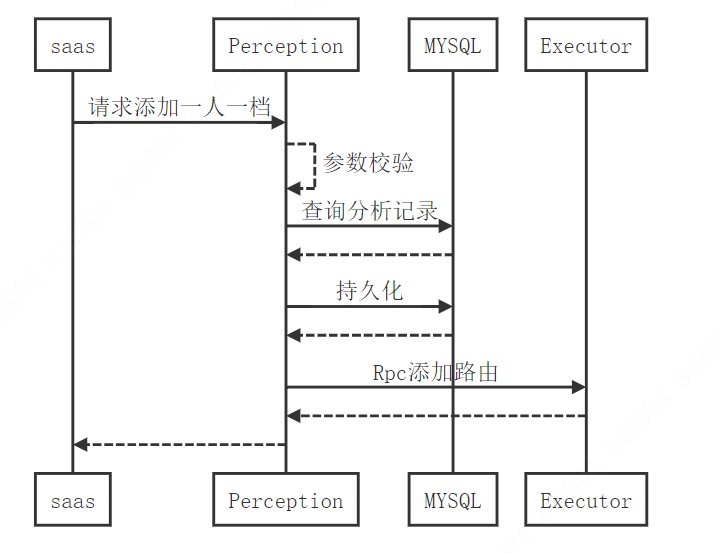 saas
Perception
MYSQL
Executor
请求添加一人一档
参数校验
查询分析记录
持久化
Rpc添加路由
saas
Perception
MYSQL
Executor